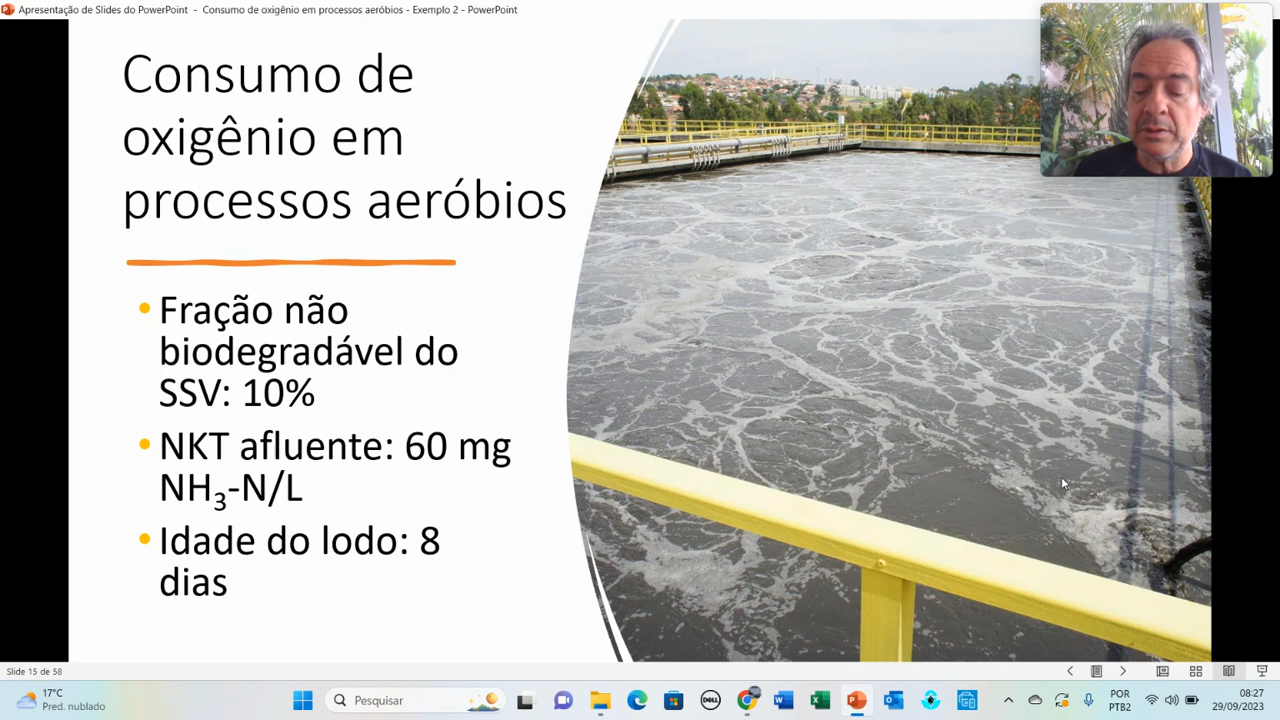 Apresentação de Slides do PowerPoint - Consumo de oxigênio em processos aeróbios - Exemplo 2 - PowerPoint
Consumo de
oxigênio em
processos aeróbios
• Fração não
biodegradável do
SSV: 10%
• NKT afluente: 60 mg
NH₃-N/L
• Idade do lodo: 8
dias
Slide 15 de 58
17°C
Pred. nublado
Pesquisar
DELL
POR
PTB2
08:27
29/09/2023